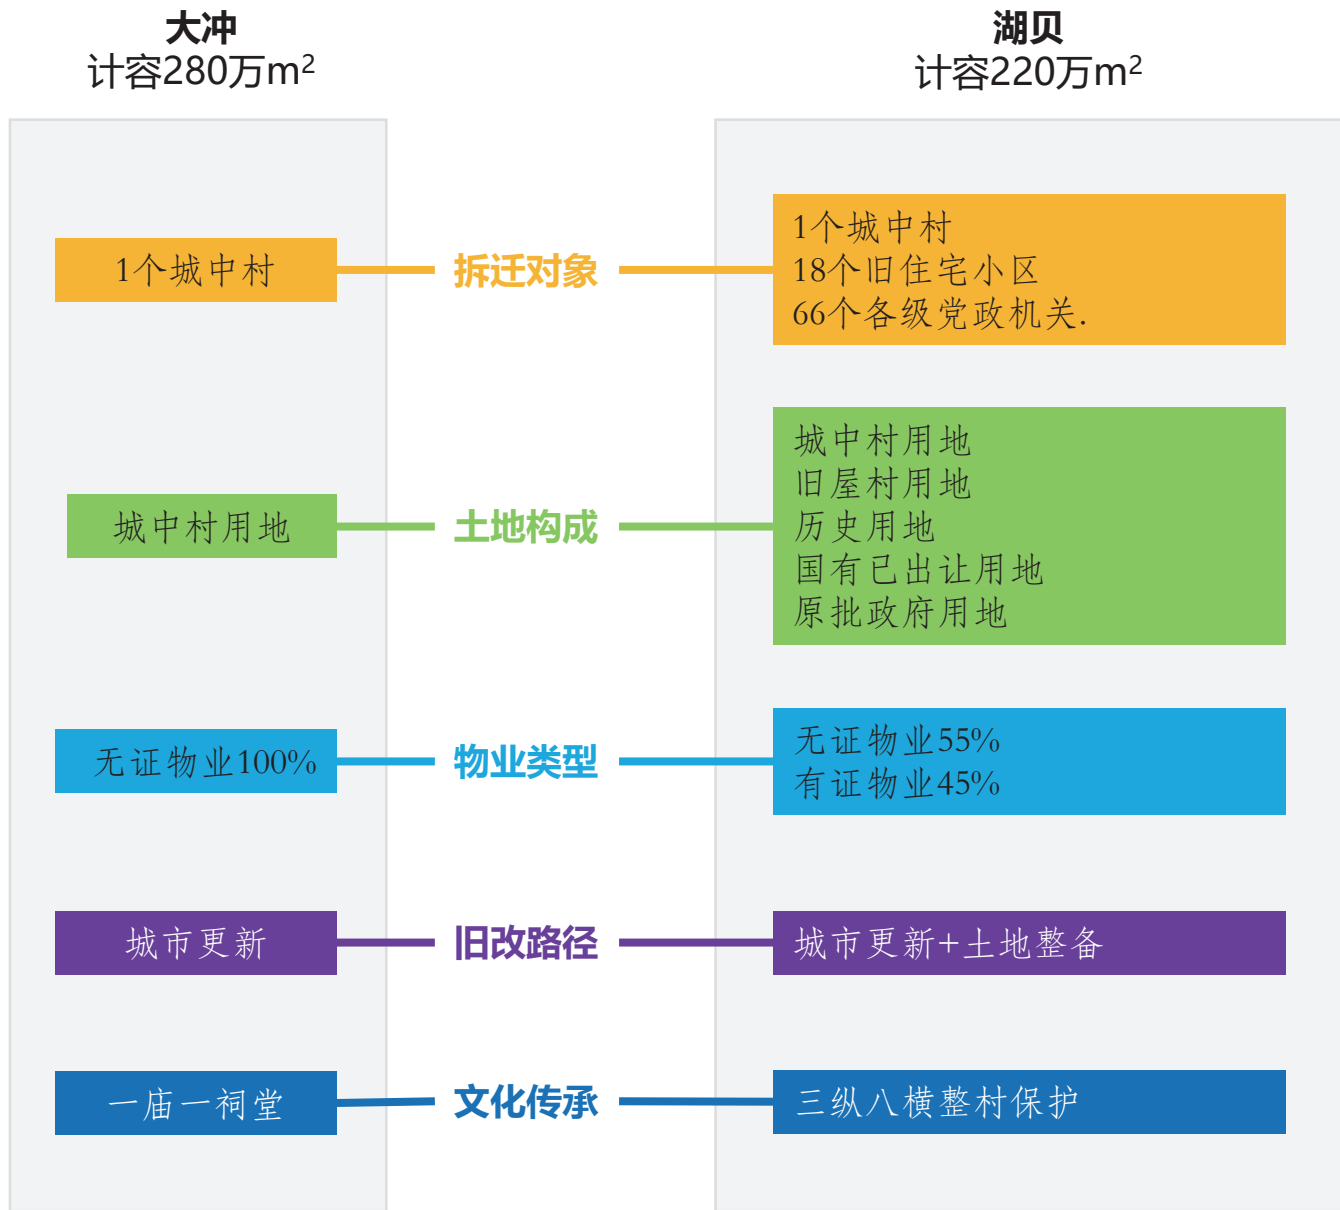 大冲
计容280万m²
湖贝
计容220万m²
1个城中村
拆迁对象
1个城中村
18个旧住宅小区
66个各级党政机关.
城中村用地
土地构成
城中村用地
旧屋村用地
历史用地
国有已出让用地
原批政府用地
无证物业100%
物业类型
无证物业55%
有证物业45%
城市更新
旧改路径
城市更新+土地整备
一庙一祠堂
文化传承
三纵八横整村保护